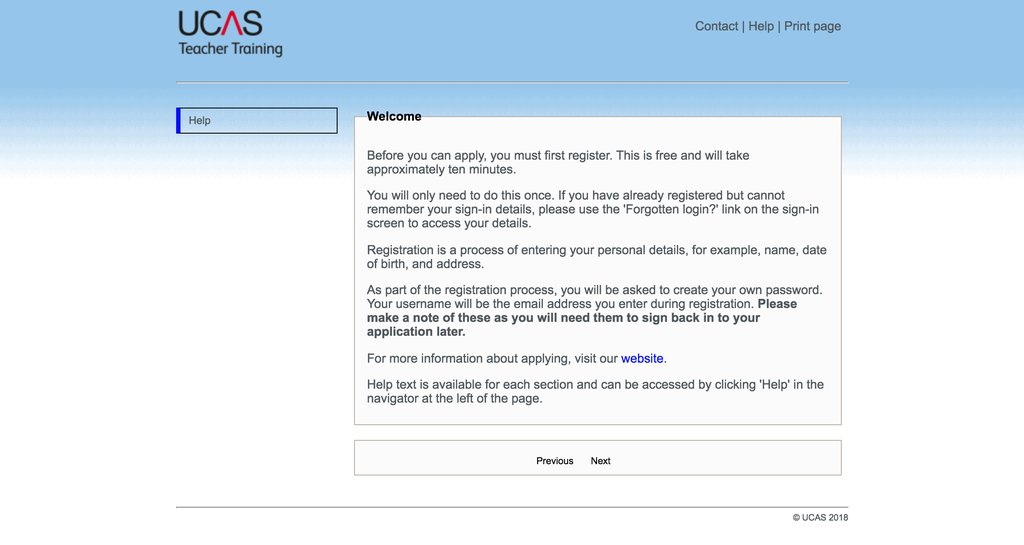 UCAS
Teacher Training
Contact | Help | Print page
Help
Welcome
Before you can apply, you must first register. This is free and will take
approximately ten minutes.
You will only need to do this once. If you have already registered but cannot
remember your sign-in details, please use the 'Forgotten login?' link on the sign-in
screen to access your details.
Registration is a process of entering your personal details, for example, name, date
of birth, and address.
As part of the registration process, you will be asked to create your own password.
Your username will be the email address you enter during registration. Please
make a note of these as you will need them to sign back in to your
application later.
For more information about applying, visit our website.
Help text is available for each section and can be accessed by clicking 'Help' in the
navigator at the left of the page.
Previous Next
© UCAS 2018